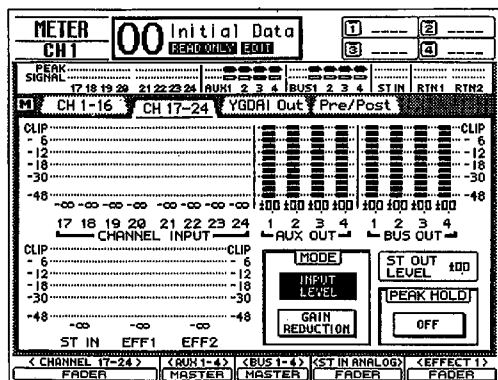 METER
CH1
00 Initial Data
READ ONLY EDIT
1 ---- 2 ----
3 ---- 4 ----
PEAK
SIGNAL
17 18 19 20 21 22 23 24 AUX1 2 3 4 BUS1 2 3 4 ST IN RTN1 RTN2
M CH 1-16 CH 17-24 YGDAI Out Pre/Post
CLIP CLIP
- 6 - 6
-12 -12
-18 -18
-30 -30
-48 -48
-∞ -∞ -∞ -∞ -∞ -∞ -∞ -∞ ±00 ±00 ±00 ±00 ±00 ±00 ±00 ±00
17 18 19 20 21 22 23 24 1 2 3 4 1 2 3 4
CHANNEL INPUT AUX OUT BUS OUT
CLIP CLIP
- 6 - 6
-12 -12
-18 -18
-30 -30
-48 -48
-∞ -∞ -∞
ST IN EFF1 EFF2
MODE
INPUT LEVEL
GAIN REDUCTION
ST OUT LEVEL ±00
PEAK HOLD
OFF
< CHANNEL 17-24 > <AUX 1-4> <BUS 1-4> <ST IN ANALOG> <EFFECT 1>
FADER MASTER MASTER FADER FADER